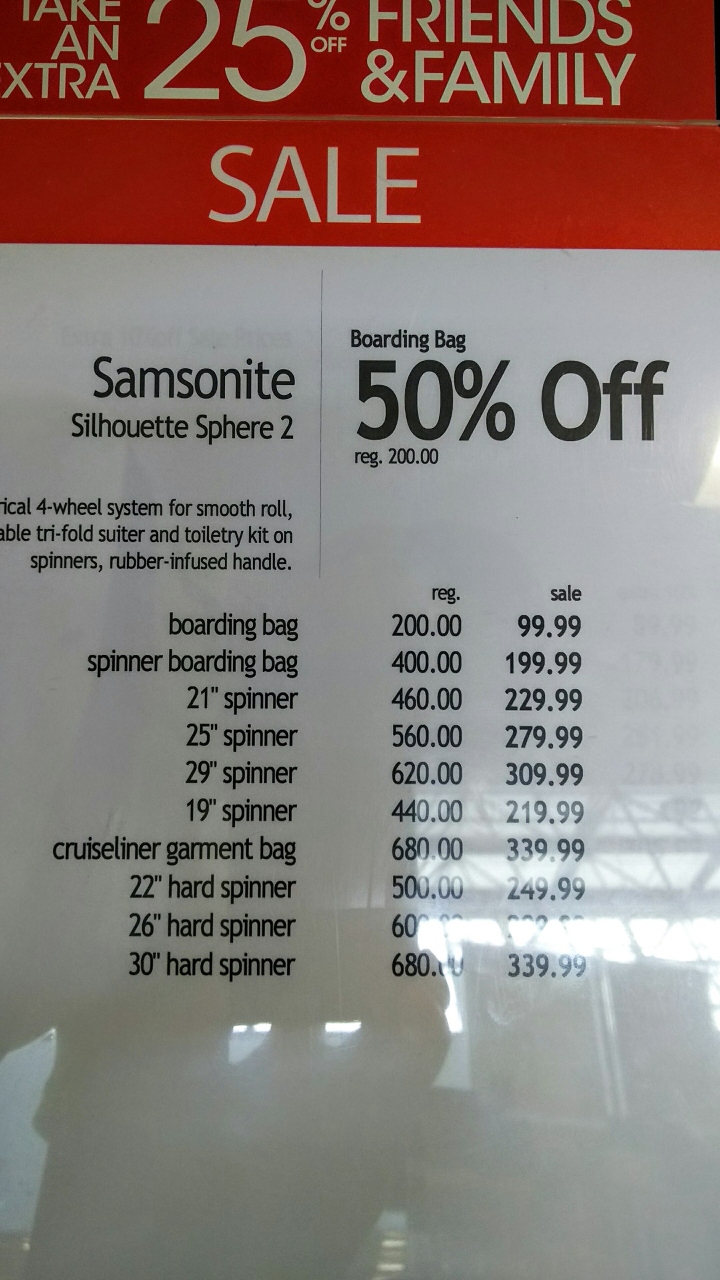 TAKE
AN
EXTRA
25% OFF
FRIENDS
&FAMILY
SALE
Samsonite
Silhouette Sphere 2
rical 4-wheel system for smooth roll,
able tri-fold suiter and toiletry kit on
spinners, rubber-infused handle.
Boarding Bag
50% Off
reg. 200.00
reg. sale
boarding bag 200.00 99.99
spinner boarding bag 400.00 199.99
21" spinner 460.00 229.99
25" spinner 560.00 279.99
29" spinner 620.00 309.99
19" spinner 440.00 219.99
cruiseliner garment bag 680.00 339.99
22" hard spinner 500.00 249.99
26" hard spinner
30" hard spinner 680.00 339.99